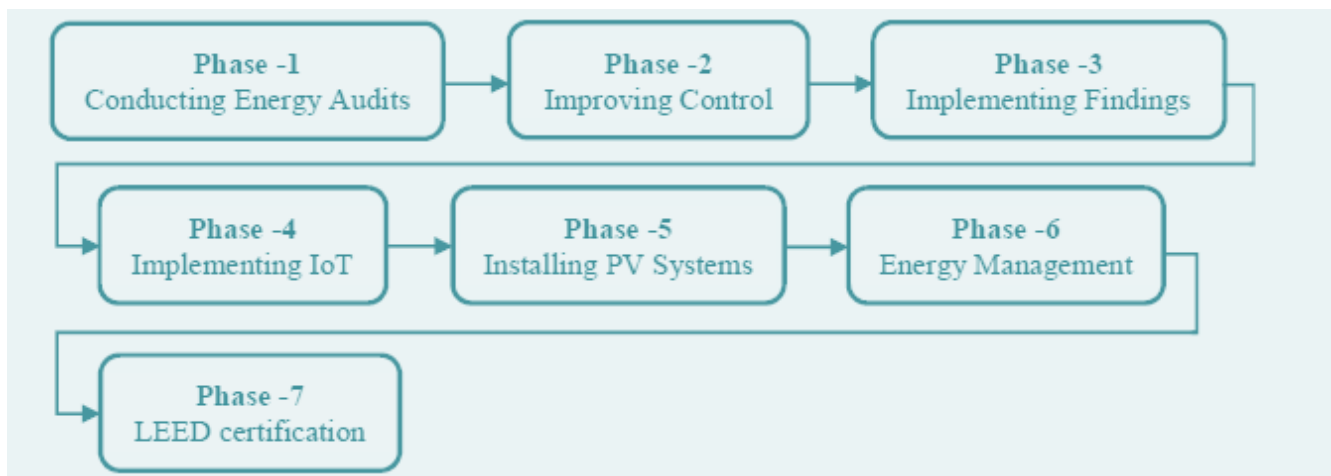 Phase -1
Conducting Energy Audits
Phase -2
Improving Control
Phase -3
Implementing Findings
Phase -4
Implementing IoT
Phase -5
Installing PV Systems
Phase -6
Energy Management
Phase -7
LEED certification